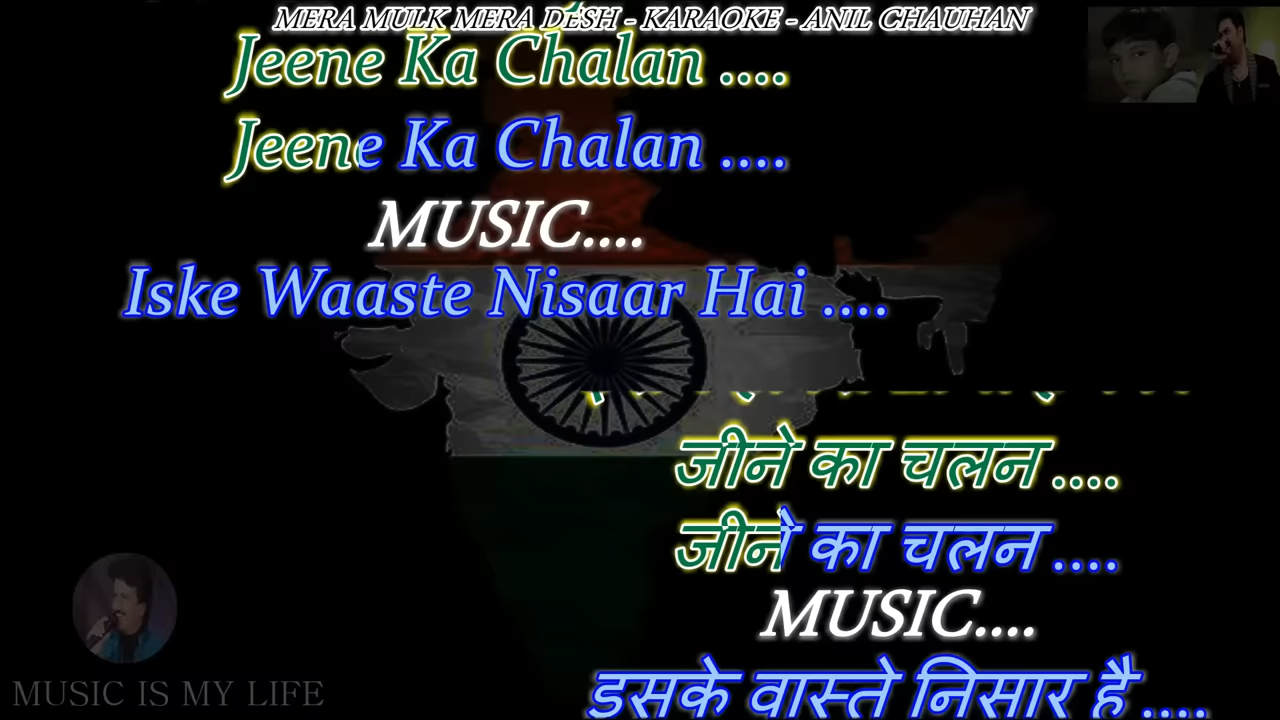 MERA MULK MERA DESH - KARAOKE - ANIL CHAUHAN
Jeene Ka Chalan ....
Jeene Ka Chalan ....
MUSIC....
Iske Waaste Nisaar Hai ....
जीने का चलन ....
जीने का चलन ....
MUSIC....
इसके वास्ते निसार है ....
MUSIC IS MY LIFE